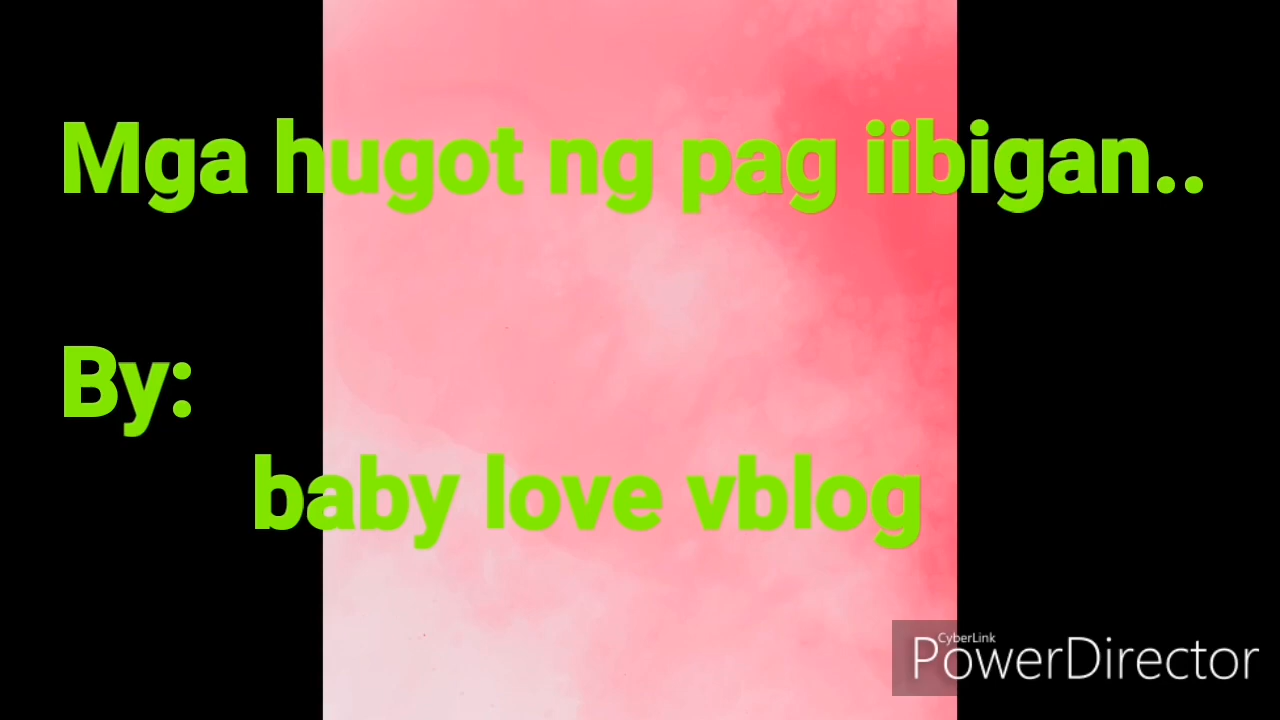 Mga hugot ng pag iibigan..
By:
baby love vblog
CyberLink
PowerDirector